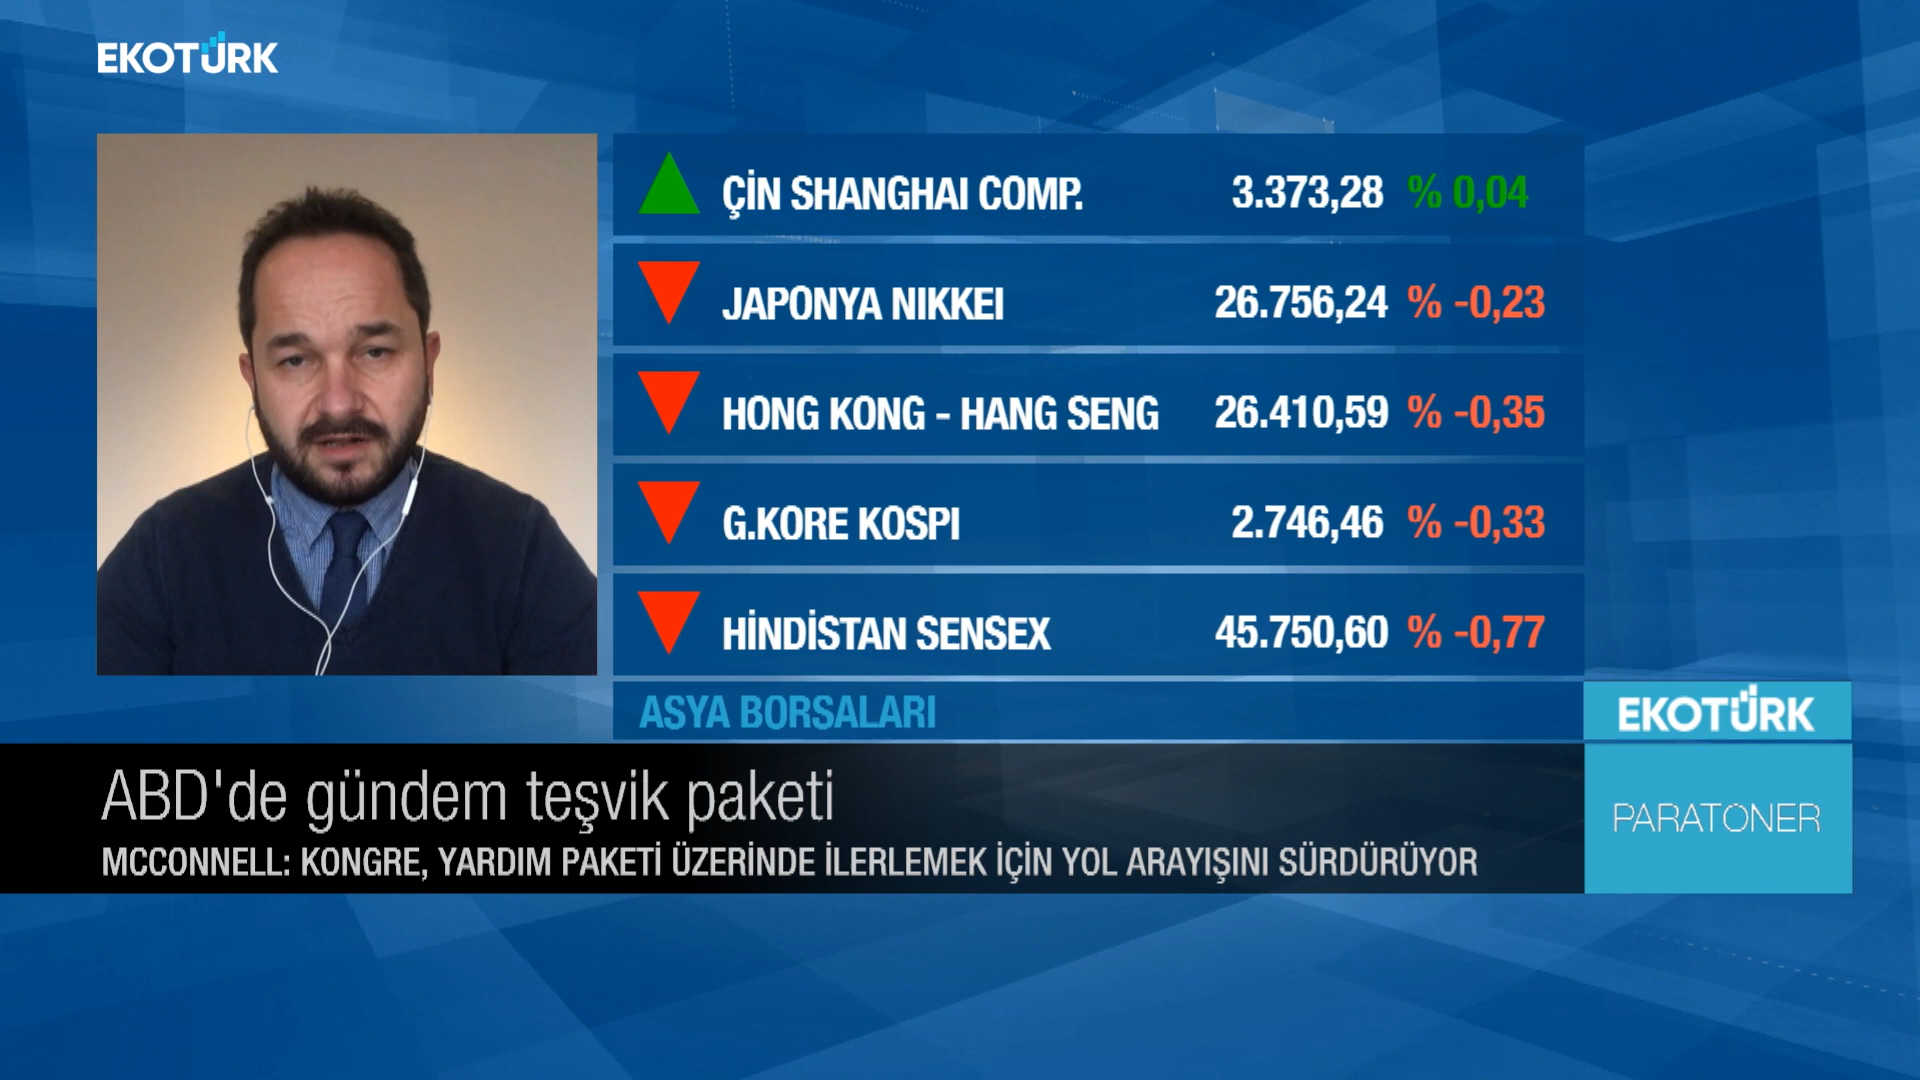 EKOTÜRK
ÇİN SHANGHAI COMP. 3.373,28 % 0,04
JAPONYA NIKKEI 26.756,24 % -0,23
HONG KONG - HANG SENG 26.410,59 % -0,35
G.KORE KOSPI 2.746,46 % -0,33
HİNDİSTAN SENSEX 45.750,60 % -0,77
ASYA BORSALARI
EKOTÜRK
ABD'de gündem teşvik paketi
MCCONNELL: KONGRE, YARDIM PAKETİ ÜZERİNDE İLERLEMEK İÇİN YOL ARAYIŞINI SÜRDÜRÜYOR
PARATONER